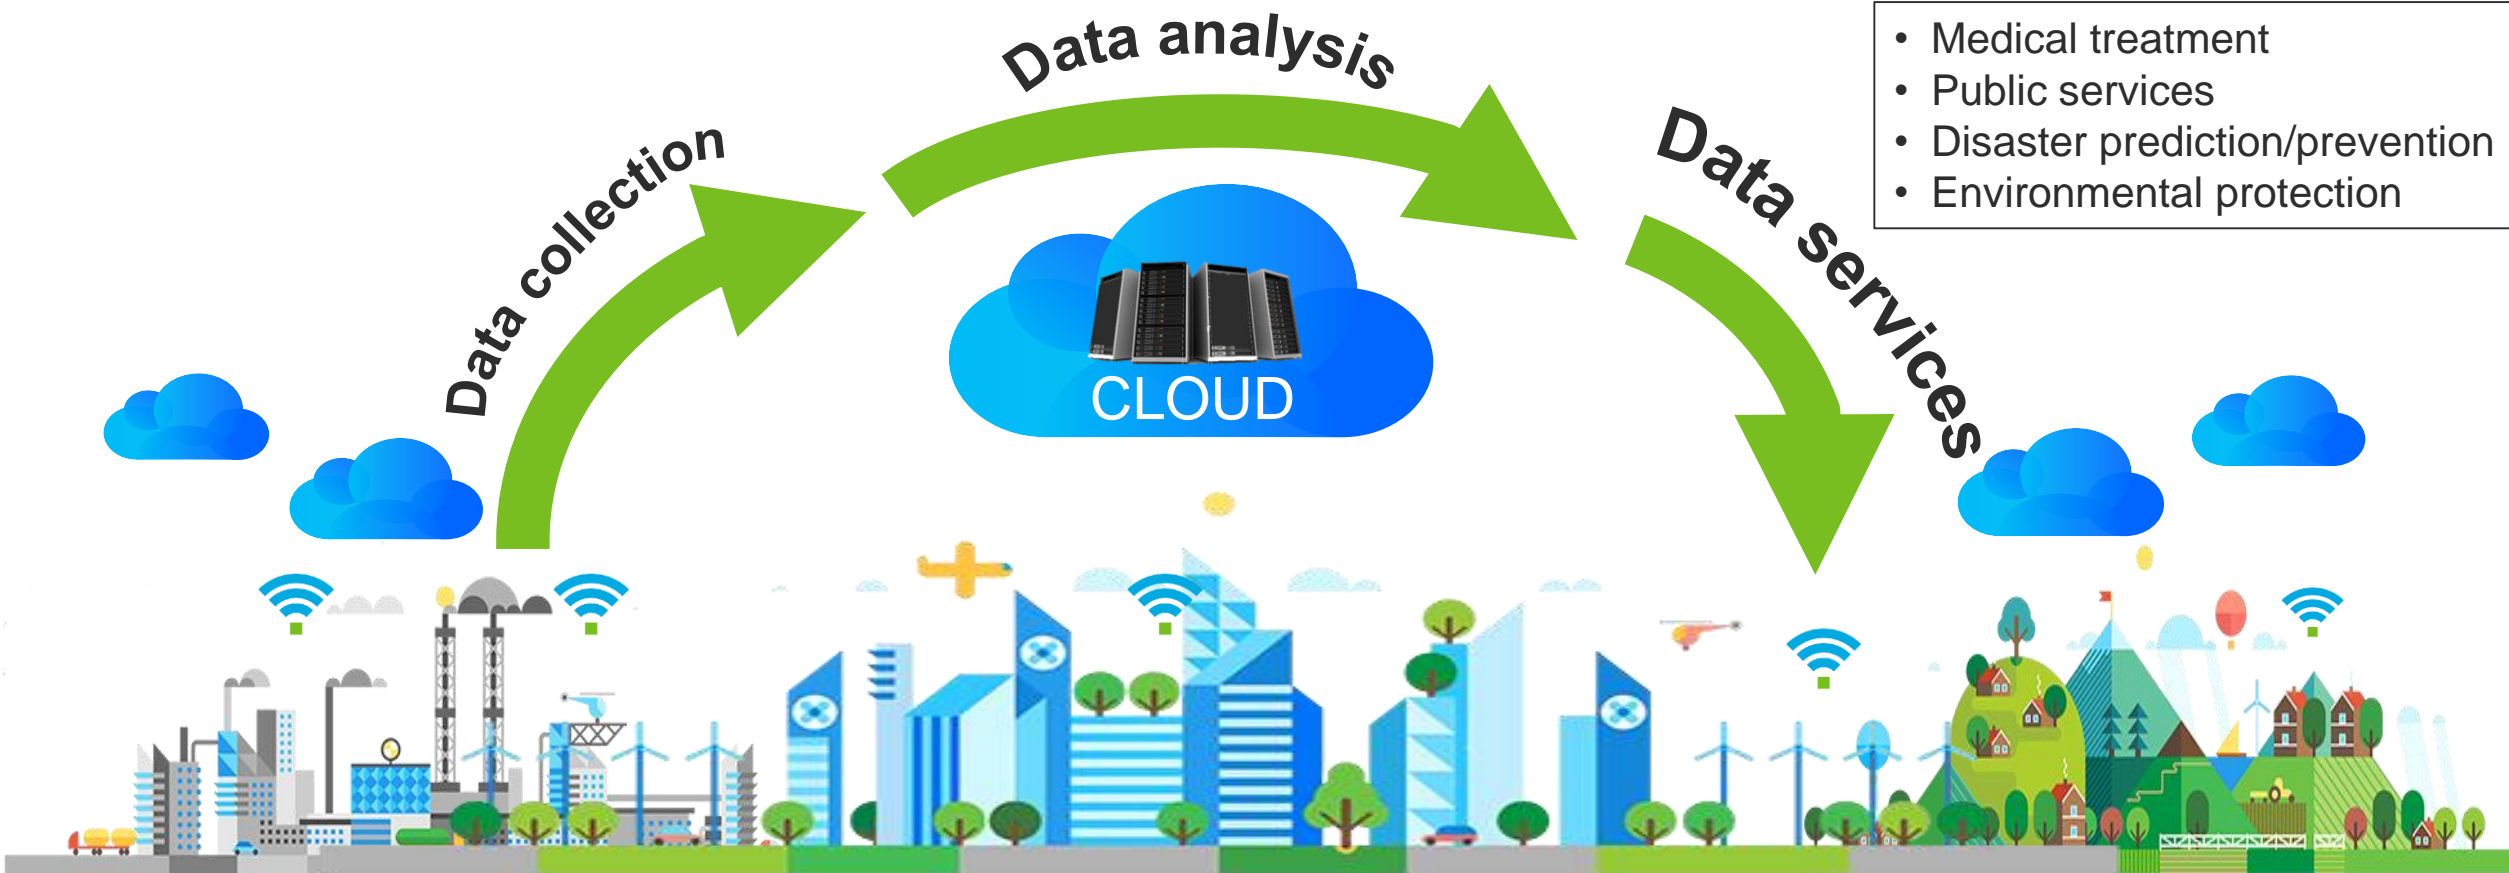 Data collection
Data analysis
Data services
• Medical treatment
• Public services
• Disaster prediction/prevention
• Environmental protection
CLOUD